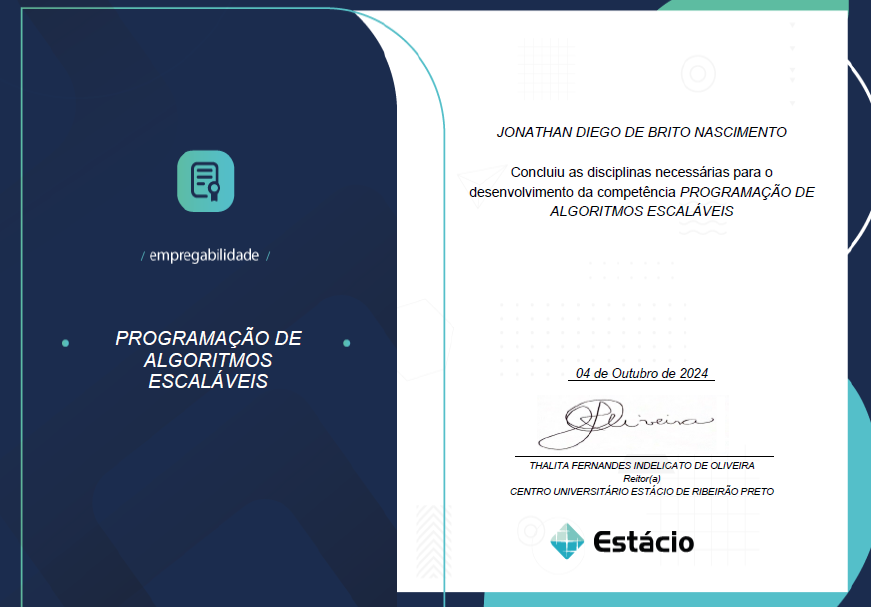 / empregabilidade /
PROGRAMAÇÃO DE
ALGORITMOS
ESCALÁVEIS
JONATHAN DIEGO DE BRITO NASCIMENTO
Concluiu as disciplinas necessárias para o
desenvolvimento da competência PROGRAMAÇÃO DE
ALGORITMOS ESCALÁVEIS
04 de Outubro de 2024
Oliveira
THALITA FERNANDES INDELICATO DE OLIVEIRA
Reitor(a)
CENTRO UNIVERSITÁRIO ESTÁCIO DE RIBEIRÃO PRETO
Estácio